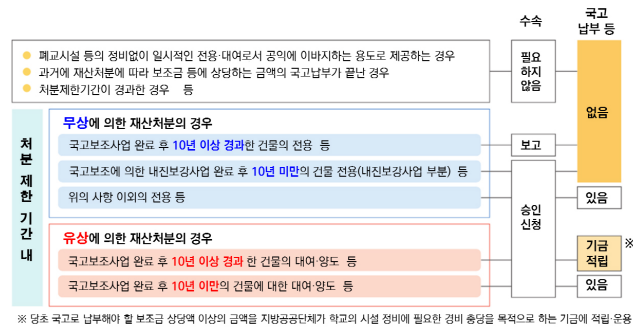 수속
국고
납부 등
폐교시설 등의 정비없이 일시적인 전용·대여로서 공익에 이바지하는 용도로 제공하는 경우
과거에 재산처분에 따라 보조금 등에 상당하는 금액의 국고납부가 끝난 경우
처분제한기간이 경과한 경우 등
필요
하지
않음
없음
처분 제한 기간 내
무상에 의한 재산처분의 경우
국고보조사업 완료 후 10년 이상 경과한 건물의 전용 등
보고
국고보조에 의한 내진보강사업 완료 후 10년 미만의 건물 전용(내진보강사업 부분) 등
위의 사항 이외의 전용 등
승인
신청
있음
유상에 의한 재산처분의 경우
국고보조사업 완료 후 10년 이상 경과 한 건물의 대여·양도 등
기금
적립
※
국고보조사업 완료 후 10년 이만의 건물에 대한 대여·양도 등
있음
※ 당초 국고로 납부해야 할 보조금 상당액 이상의 금액을 지방공공단체가 학교의 시설 정비에 필요한 경비 충당을 목적으로 하는 기금에 적립·운용